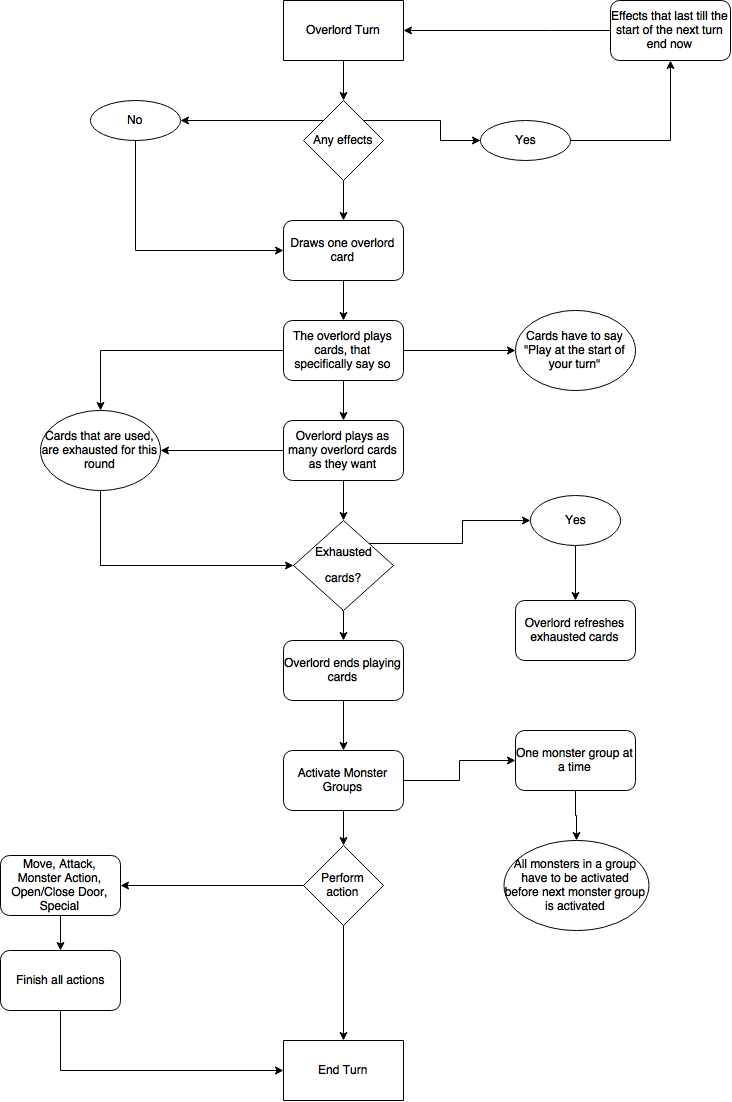 Overlord Turn
Effects that last till the
start of the next turn
end now
No
Any effects
Yes
Draws one overlord
card
The overlord plays
cards, that
specifically say so
Cards have to say
"Play at the start of
your turn"
Cards that are used,
are exhausted for this
round
Overlord plays as
many overlord cards
as they want
Yes
Exhausted
cards?
Overlord refreshes
exhausted cards
Overlord ends playing
cards
One monster group at
a time
Activate Monster
Groups
Move, Attack,
Monster Action,
Open/Close Door,
Special
Perform
action
All monsters in a group
have to be activated
before next monster group
is activated
Finish all actions
End Turn